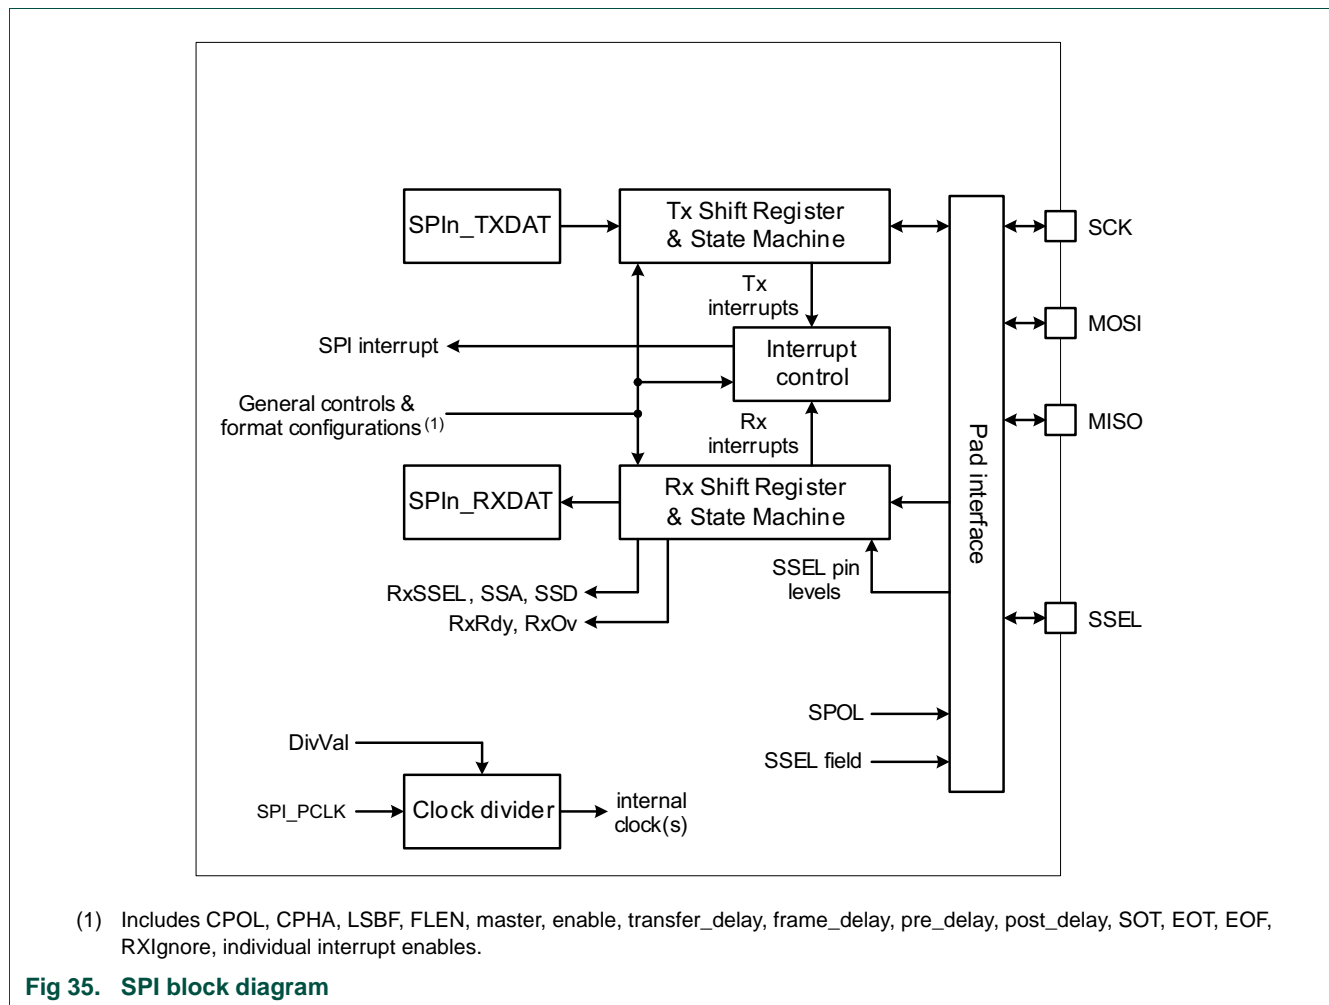 SPIn_TXDAT
Tx Shift Register
& State Machine
SCK
Tx
interrupts
MOSI
SPI interrupt
Interrupt
control
General controls &
format configurations (1)
Rx
interrupts
MISO
Pad interface
SPIn_RXDAT
Rx Shift Register
& State Machine
SSEL pin
levels
RxSSEL, SSA, SSD
RxRdy, RxOv
SSEL
SPOL
DivVal
SSEL field
SPI_PCLK
Clock divider
internal
clock(s)
(1) Includes CPOL, CPHA, LSBF, FLEN, master, enable, transfer_delay, frame_delay, pre_delay, post_delay, SOT, EOT, EOF,
RXIgnore, individual interrupt enables.
Fig 35. SPI block diagram